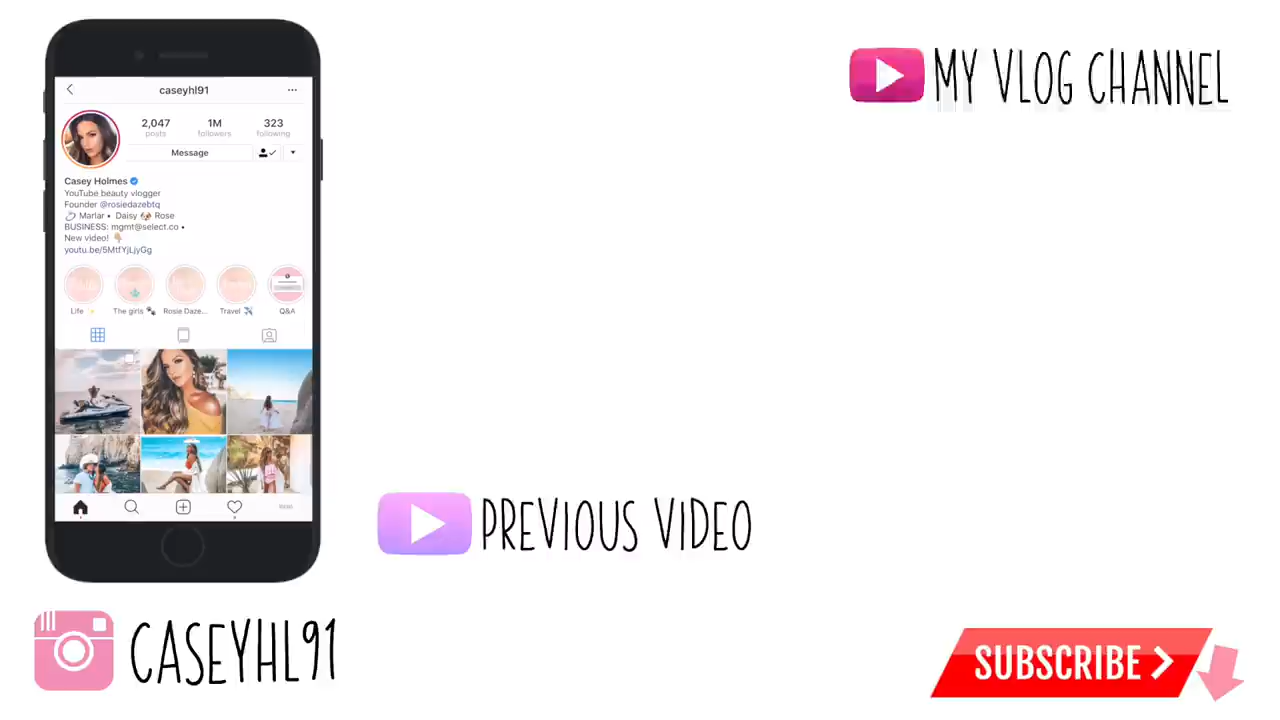 caseyhl91
2,047 1M 323
posts followers following
Message
Casey Holmes
YouTube beauty vlogger
Founder @rosiedazebtq
Marlar • Daisy Rose
BUSINESS: mgmt@select.co •
New video!
youtu.be/5MtfYjLjyGg
Life The girls Rosie Daze... Travel Q&A
MY VLOG CHANNEL
PREVIOUS VIDEO
CASEYHL91
SUBSCRIBE